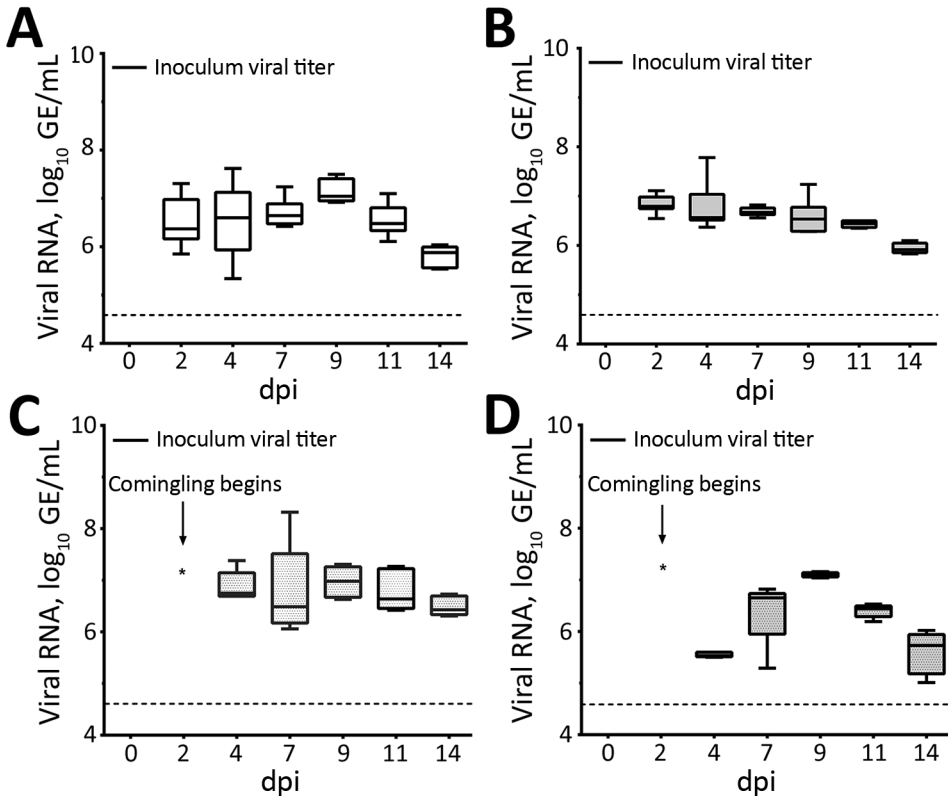 A
Viral RNA, log10 GE/mL
Inoculum viral titer
10
8
6
4
0 2 4 7 9 11 14
dpi
B
Viral RNA, log10 GE/mL
Inoculum viral titer
10
8
6
4
0 2 4 7 9 11 14
dpi
C
Viral RNA, log10 GE/mL
Inoculum viral titer
Comingling begins
*
10
8
6
4
0 2 4 7 9 11 14
dpi
D
Viral RNA, log10 GE/mL
Inoculum viral titer
Comingling begins
*
10
8
6
4
0 2 4 7 9 11 14
dpi